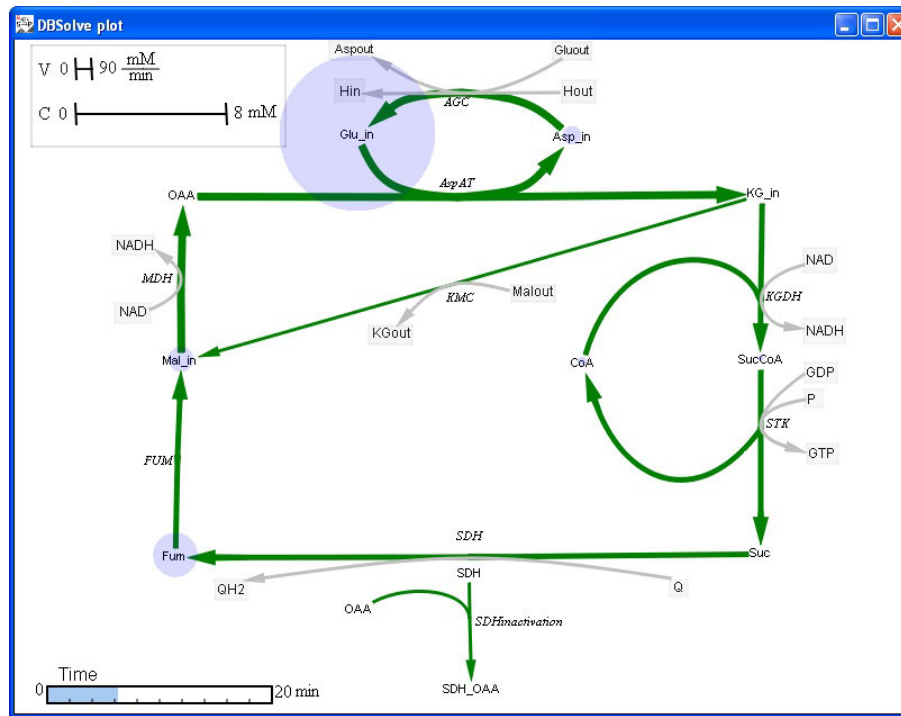 DBSolve plot
V 0 90 mM
min
C 0 8 mM
Aspout
Gluout
Hin
Hout
AGC
Glu_in
Asp_in
AspAT
OAA
KG_in
NADH
MDH
NAD
NAD
KGDH
NADH
Malout
KMC
KGout
Mal_in
CoA
SucCoA
GDP
P
STK
GTP
FUM
SDH
Fum
Suc
SDH
QH2
Q
OAA
SDHinactivation
SDH_OAA
Time
0 20 min